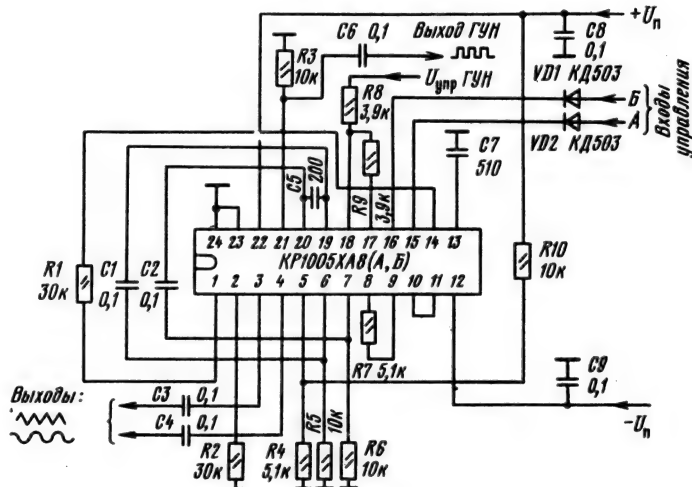 C6 0,1
Выход ГУН
+Uп
C8
0,1
R3
10к
Uупр ГУН
VD1 КД503
R8
3,9к
Б
А
Входы управления
VD2 КД503
C7
510
C5
200
R9
3,9к
24 23 22 21 20 19 18 17 16 15 14 13
КР1005ХА8(А,Б)
1 2 3 4 5 6 7 8 9 10 11 12
R1
30к
C1
0,1
C2
0,1
R10
10к
R7 5,1к
C9
0,1
-Uп
Выходы:
C3 0,1
C4 0,1
R2
30к
R4
5,1к
R5
10к
R6
10к